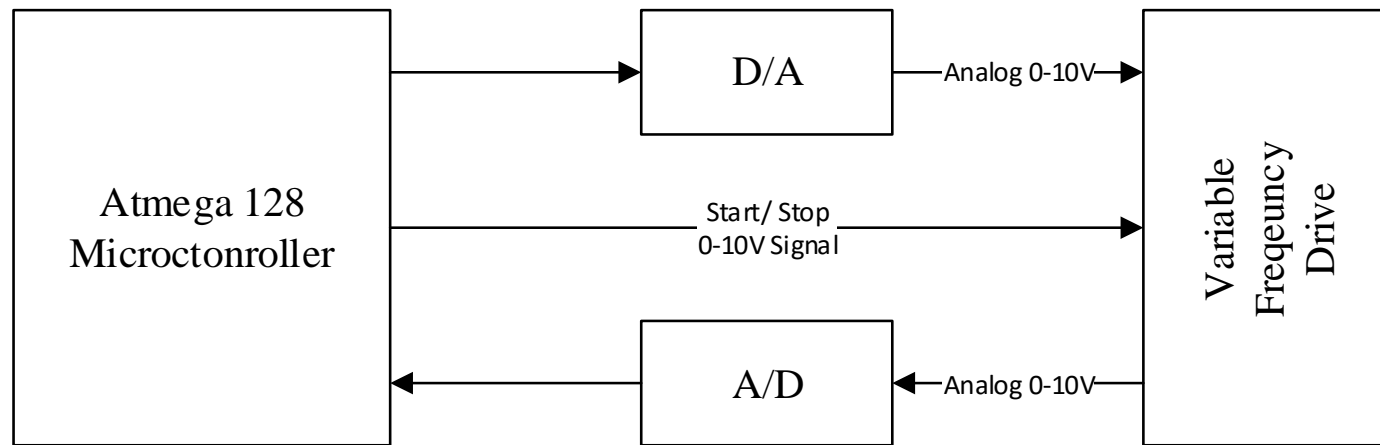 D/A
Analog 0-10V
Atmega 128
Microctonroller
Start/ Stop
0-10V Signal
Variable
Freqeuncy
Drive
A/D
Analog 0-10V